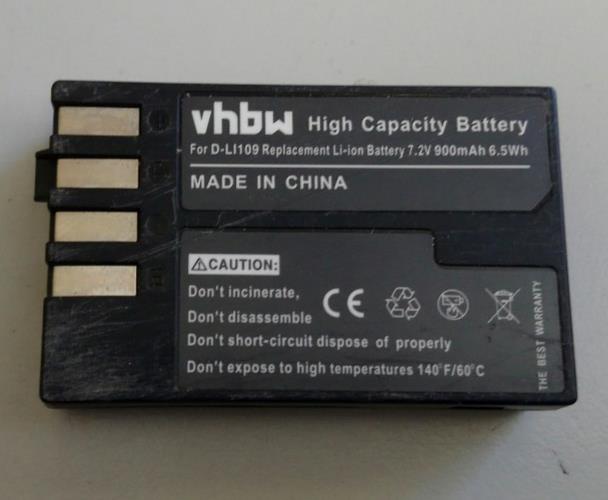 vhbw High Capacity Battery
For D-LI109 Replacement Li-ion Battery 7.2V 900mAh 6.5Wh
MADE IN CHINA
⚠CAUTION:
Don't incinerate,
Don't disassemble
Don't short-circuit dispose of properly
Don't expose to high temperatures 140°F/60°C
CE
THE BEST WARRANTY